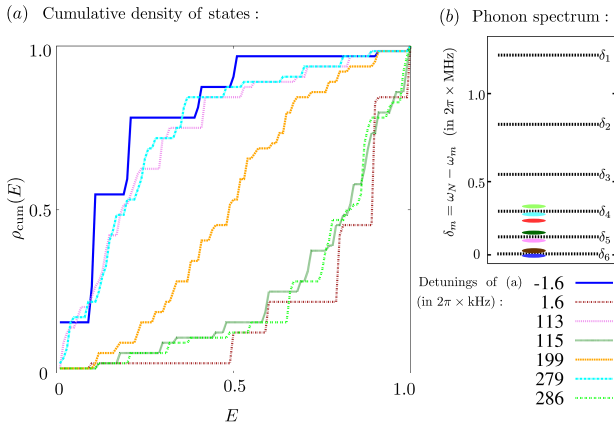 (a) Cumulative density of states :
1.0
0.5
0
ρcum(E)
0
0.5
1.0
E
(b) Phonon spectrum :
δm = ωN − ωm (in 2π × MHz)
1.0
0.5
0
δ1
δ2
δ3
δ4
δ5
δ6
Detunings of (a)
(in 2π × kHz) :
-1.6
1.6
113
115
199
279
286